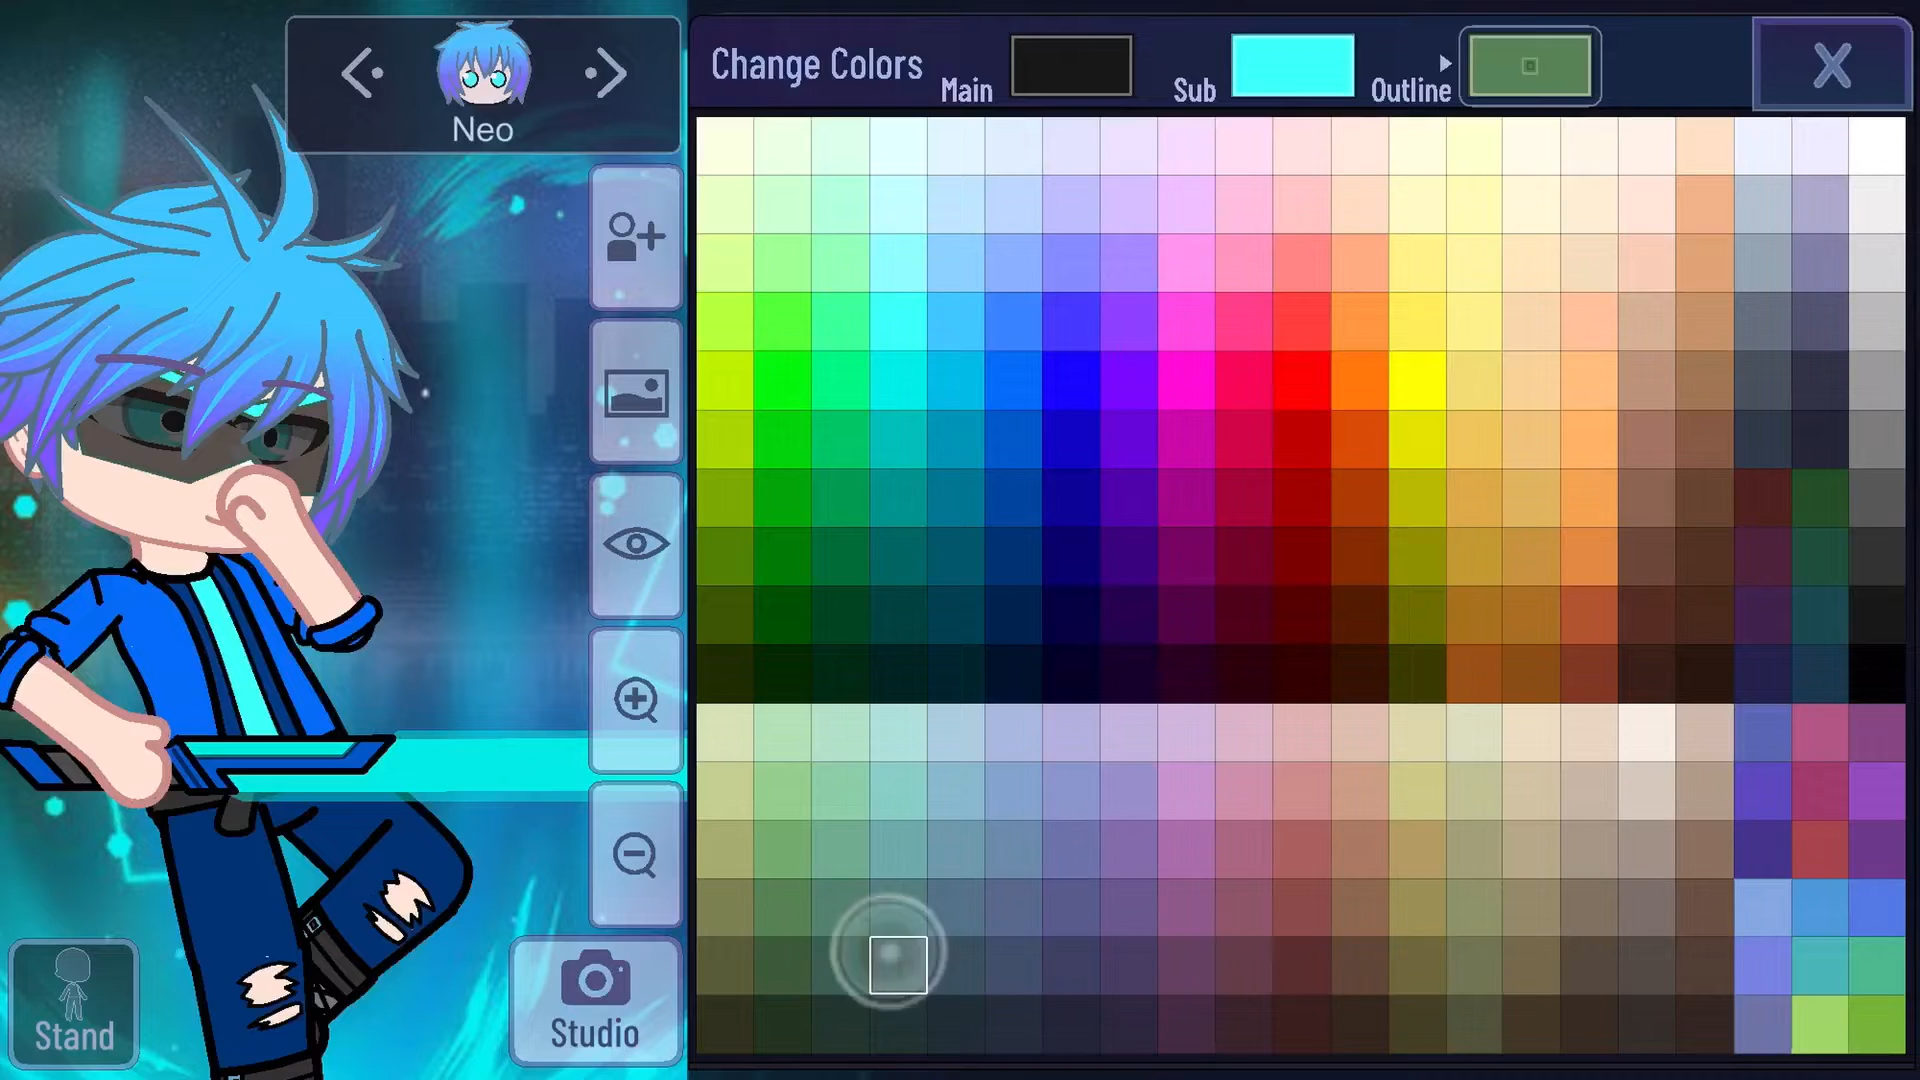 Neo
Change Colors
Main
Sub
Outline
X
Stand
Studio